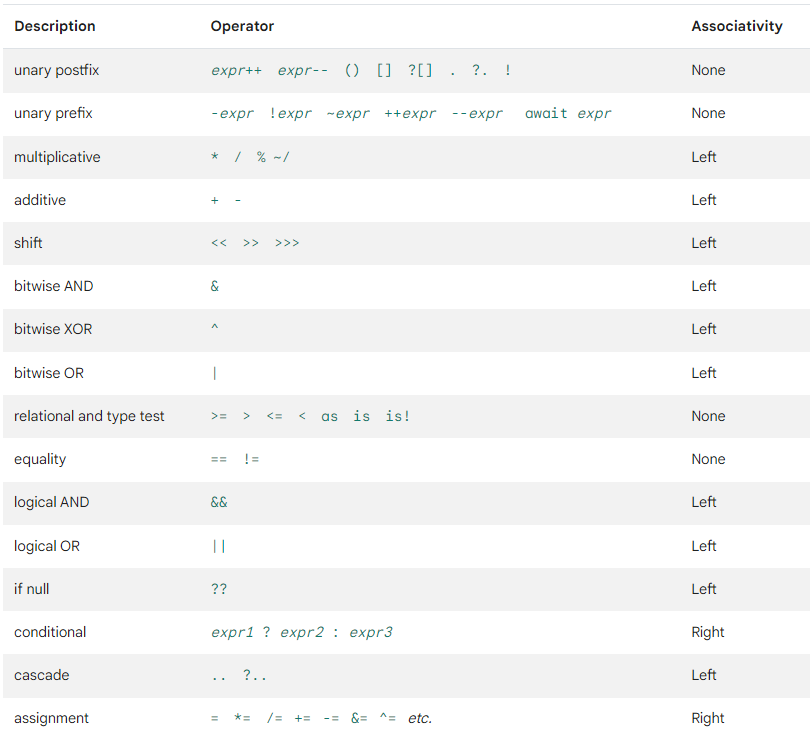 Description Operator Associativity
unary postfix expr++ expr-- () [] ?[] . ?. ! None
unary prefix -expr !expr ~expr ++expr --expr await expr None
multiplicative * / % ~/ Left
additive + - Left
shift << >> >>> Left
bitwise AND & Left
bitwise XOR ^ Left
bitwise OR | Left
relational and type test >= > <= < as is is! None
equality == != None
logical AND && Left
logical OR || Left
if null ?? Left
conditional expr1 ? expr2 : expr3 Right
cascade .. ?.. Left
assignment = *= /= += -= &= ^= etc. Right